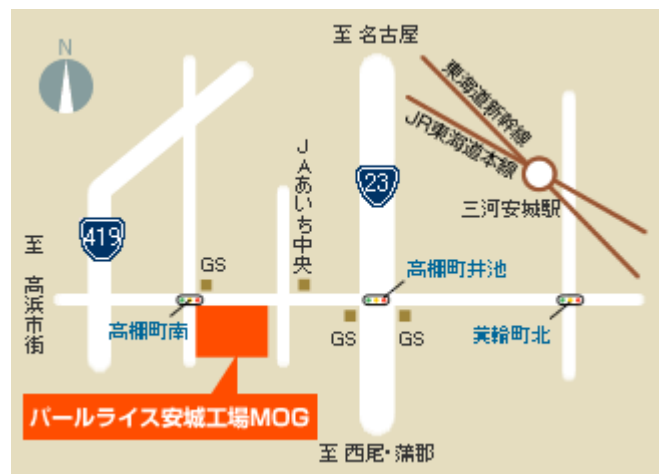 N
至 名古屋
東海道新幹線
JR東海道本線
三河安城駅
JAあいち中央
23
419
至 高浜市街
GS
高棚町井池
高棚町南
GS
GS
箕輪町北
パールライス安城工場MOG
至 西尾・蒲郡